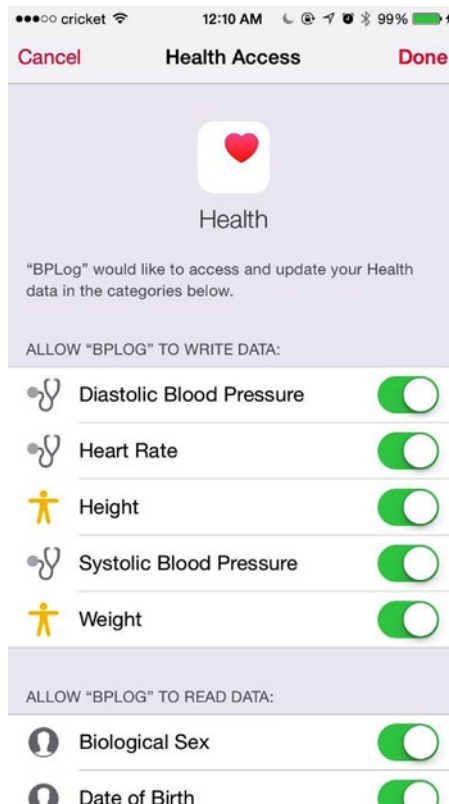 cricket 12:10 AM 99%
Cancel Health Access Done
Health
“BPLog” would like to access and update your Health
data in the categories below.
ALLOW “BPLOG” TO WRITE DATA:
Diastolic Blood Pressure
Heart Rate
Height
Systolic Blood Pressure
Weight
ALLOW “BPLOG” TO READ DATA:
Biological Sex
Date of Birth